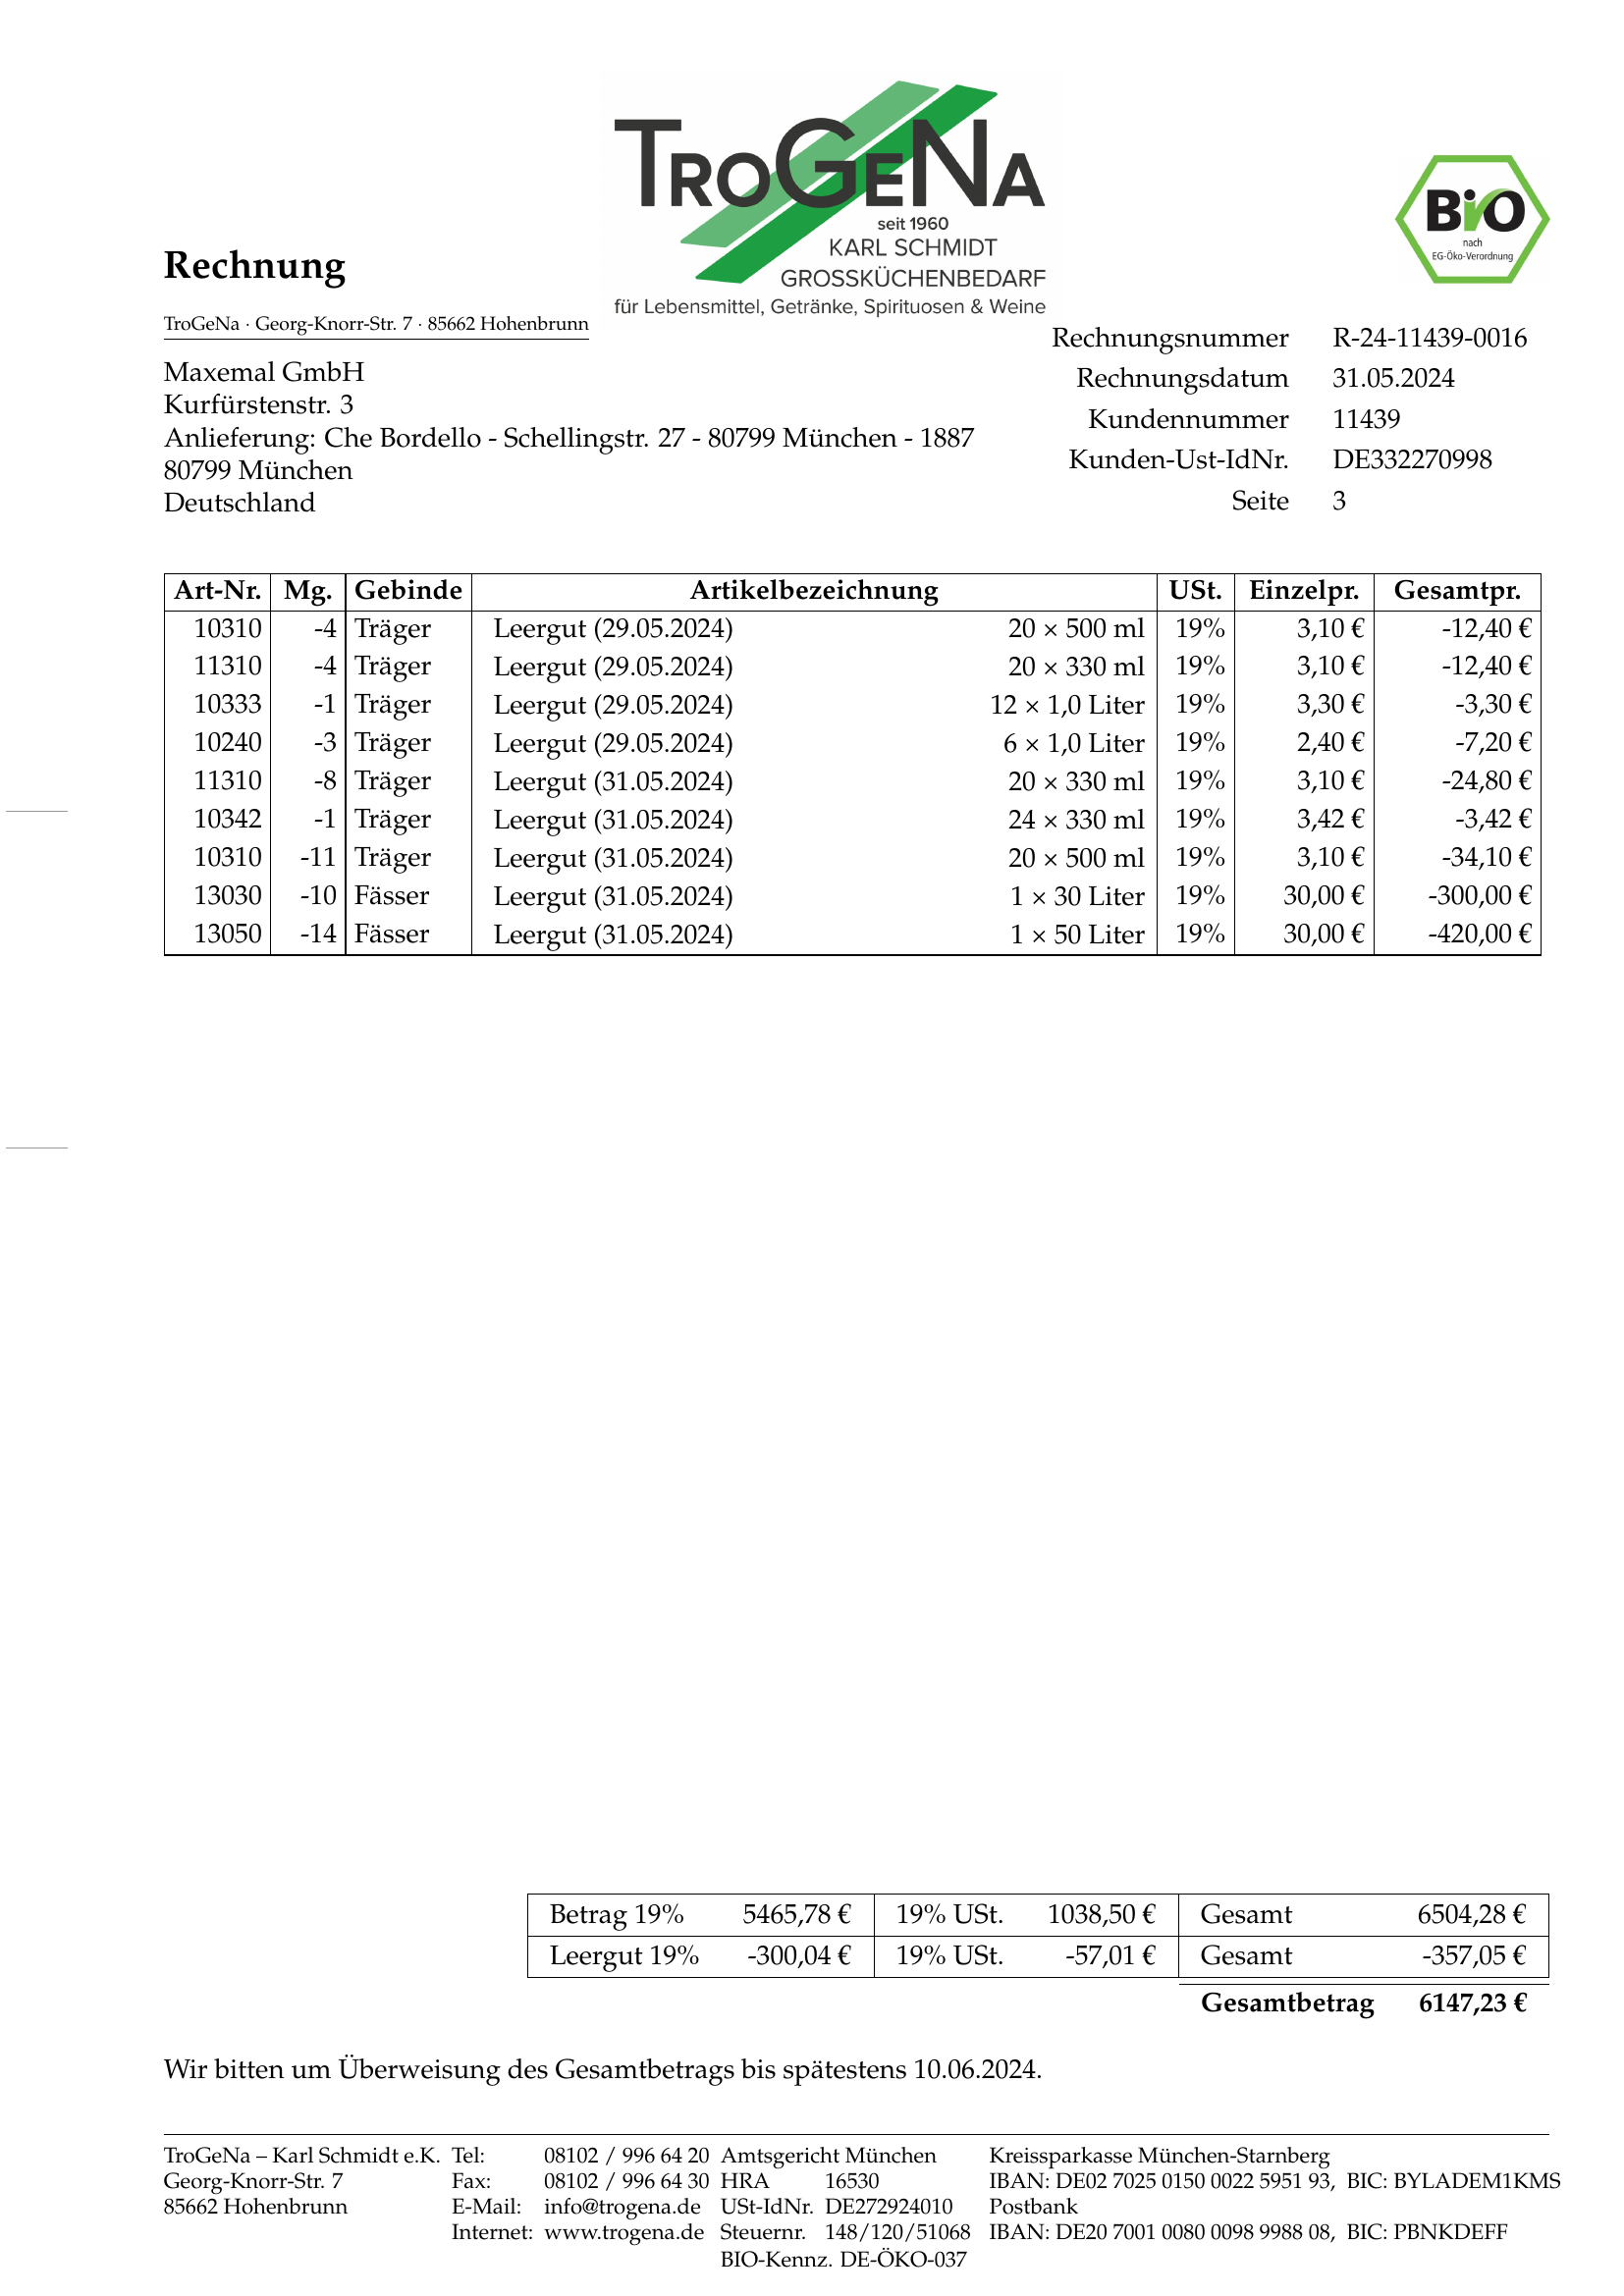 TroGeNa
seit 1960
KARL SCHMIDT
GROSSKÜCHENBEDARF
für Lebensmittel, Getränke, Spirituosen & Weine
Bio
nach
EG-Öko-Verordnung
Rechnung
TroGeNa · Georg-Knorr-Str. 7 · 85662 Hohenbrunn
Maxemal GmbH
Kurfürstenstr. 3
Anlieferung: Che Bordello - Schellingstr. 27 - 80799 München - 1887
80799 München
Deutschland
Rechnungsnummer R-24-11439-0016
Rechnungsdatum 31.05.2024
Kundennummer 11439
Kunden-Ust-IdNr. DE332270998
Seite 3
Art-Nr. Mg. Gebinde Artikelbezeichnung USt. Einzelpr. Gesamtpr.
10310 -4 Träger Leergut (29.05.2024) 20 × 500 ml 19% 3,10 € -12,40 €
11310 -4 Träger Leergut (29.05.2024) 20 × 330 ml 19% 3,10 € -12,40 €
10333 -1 Träger Leergut (29.05.2024) 12 × 1,0 Liter 19% 3,30 € -3,30 €
10240 -3 Träger Leergut (29.05.2024) 6 × 1,0 Liter 19% 2,40 € -7,20 €
11310 -8 Träger Leergut (31.05.2024) 20 × 330 ml 19% 3,10 € -24,80 €
10342 -1 Träger Leergut (31.05.2024) 24 × 330 ml 19% 3,42 € -3,42 €
10310 -11 Träger Leergut (31.05.2024) 20 × 500 ml 19% 3,10 € -34,10 €
13030 -10 Fässer Leergut (31.05.2024) 1 × 30 Liter 19% 30,00 € -300,00 €
13050 -14 Fässer Leergut (31.05.2024) 1 × 50 Liter 19% 30,00 € -420,00 €
Betrag 19% 5465,78 € 19% USt. 1038,50 € Gesamt 6504,28 €
Leergut 19% -300,04 € 19% USt. -57,01 € Gesamt -357,05 €
Gesamtbetrag 6147,23 €
Wir bitten um Überweisung des Gesamtbetrags bis spätestens 10.06.2024.
TroGeNa – Karl Schmidt e.K. Tel: 08102 / 996 64 20 Amtsgericht München Kreissparkasse München-Starnberg
Georg-Knorr-Str. 7 Fax: 08102 / 996 64 30 HRA 16530 IBAN: DE02 7025 0150 0022 5951 93, BIC: BYLADEM1KMS
85662 Hohenbrunn E-Mail: info@trogena.de USt-IdNr. DE272924010 Postbank
Internet: www.trogena.de Steuernr. 148/120/51068 IBAN: DE20 7001 0080 0098 9988 08, BIC: PBNKDEFF
BIO-Kennz. DE-ÖKO-037